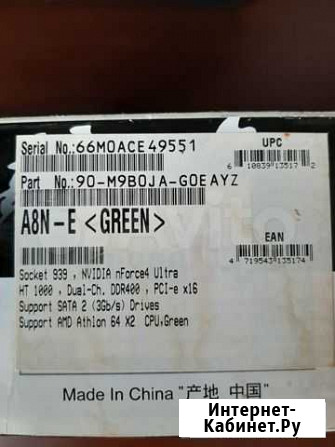 Serial No.:66M0ACE49551
UPC
6 10839 13517 2
Part No.:90-M9B0JA-G0EAYZ
A8N-E <GREEN>
Avito
EAN
4 719543 135174
Socket 939 , NVIDIA nForce4 Ultra
HT 1000 , Dual-Ch. DDR400 , PCI-e x16
Support SATA 2 (3Gb/s) Drives
Support AMD Athlon 64 X2 CPU,Green
Made In China "产地 中国"
Интернет-
Кабинет.Ру